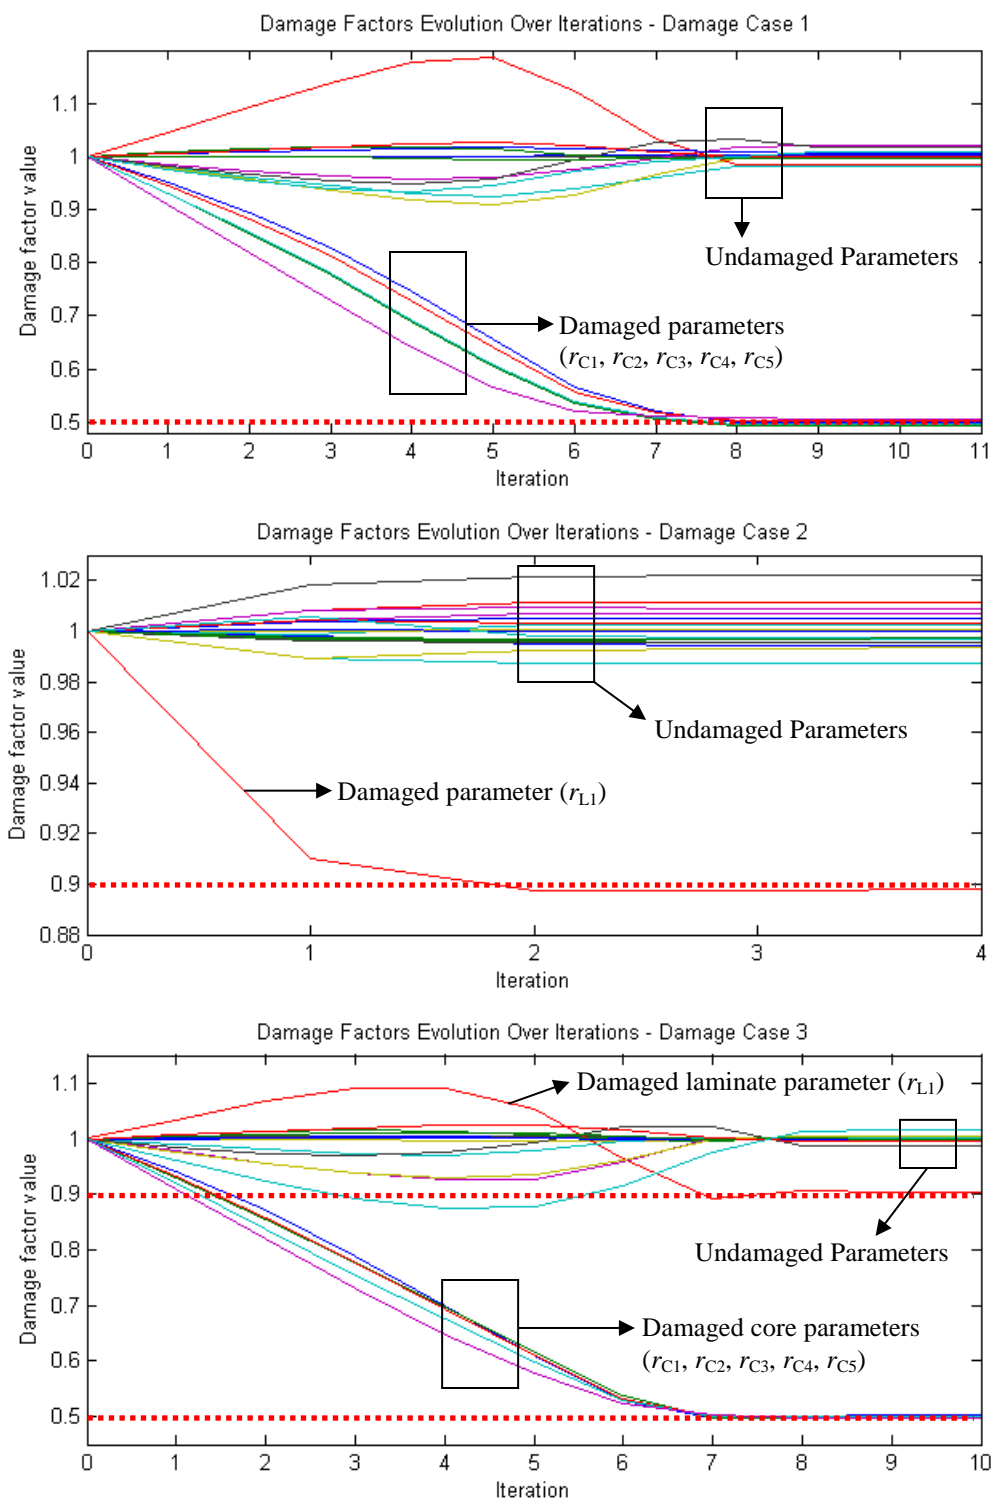 Damage Factors Evolution Over Iterstions - Damage Case 1
Damage factor value
1.1
1
0.9
0.8
0.7
0.6
0.5
Undamaged Parameters
Damaged parameters
(rC1, rC2, rC3, rC4, rC5)
0 1 2 3 4 5 6 7 8 9 10 11
Iteration
Damage Factors Evolution Over Iterations - Damage Case 2
Damage factor value
1.02
1
0.98
0.96
0.94
0.92
0.9
0.88
Undamaged Parameters
Damaged parameter (rL1)
0 1 2 3 4
Iteration
Damage Factors Evolution Over Iterations - Damage Case 3
Damage factor value
1.1
1
0.9
0.8
0.7
0.6
0.5
Damaged laminate parameter (rL1)
Undamaged Parameters
Damaged core parameters
(rC1, rC2, rC3, rC4, rC5)
0 1 2 3 4 5 6 7 8 9 10
Iteration